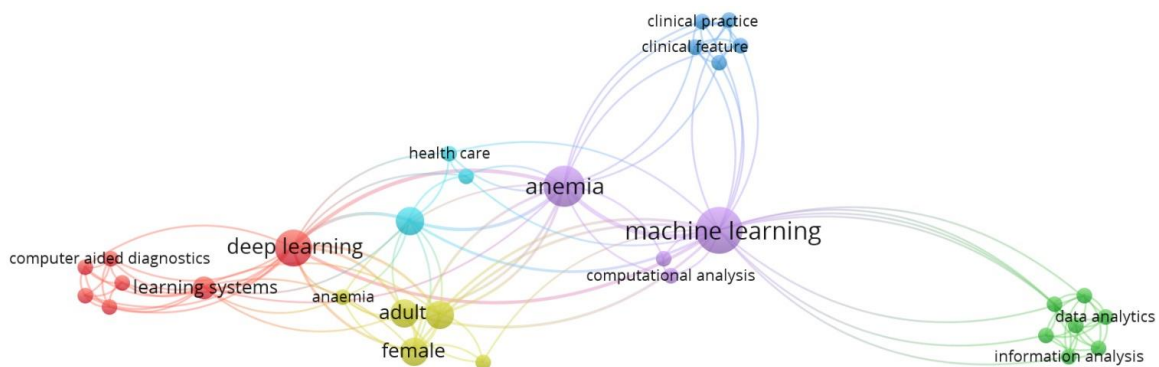 clinical practice
clinical feature
health care
anemia
machine learning
deep learning
computer aided diagnostics
learning systems
computational analysis
anaemia
adult
female
data analytics
information analysis